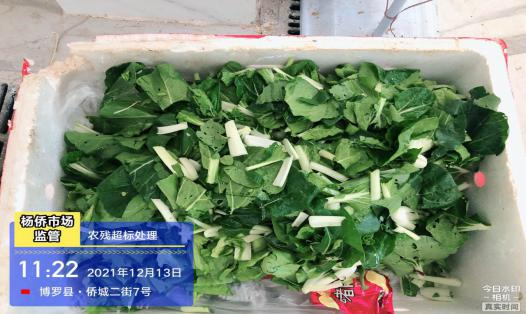 杨侨市场
监管
农残超标处理
11:22
2021年12月13日
博罗县·侨城二街7号
今日水印
-相机-
真实时间